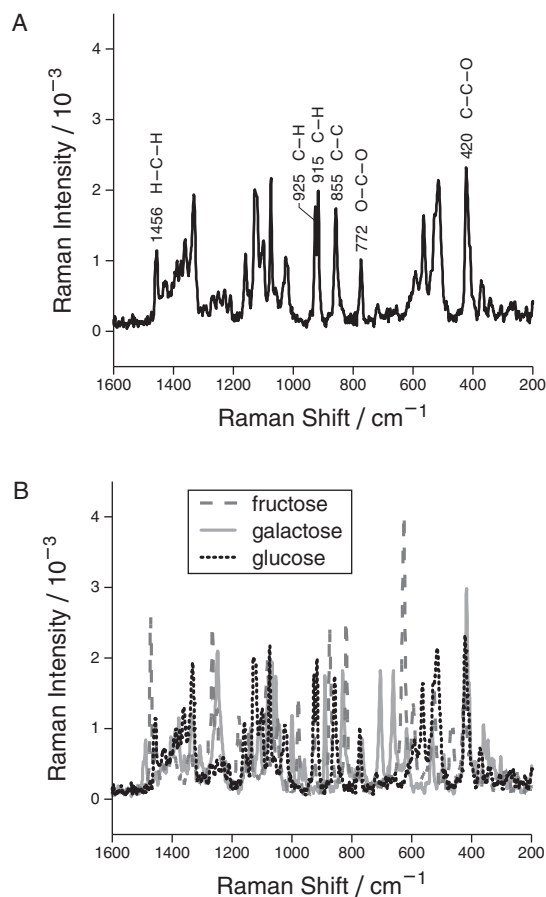 A
4
3
2
1
0
Raman Intensity / 10⁻³
1456 H–C–H
925 C–H
915 C–H
855 C–C
772 O–C–O
420 C–C–O
1600 1400 1200 1000 800 600 400 200
Raman Shift / cm⁻¹
B
fructose
galactose
glucose
4
3
2
1
0
Raman Intensity / 10⁻³
1600 1400 1200 1000 800 600 400 200
Raman Shift / cm⁻¹